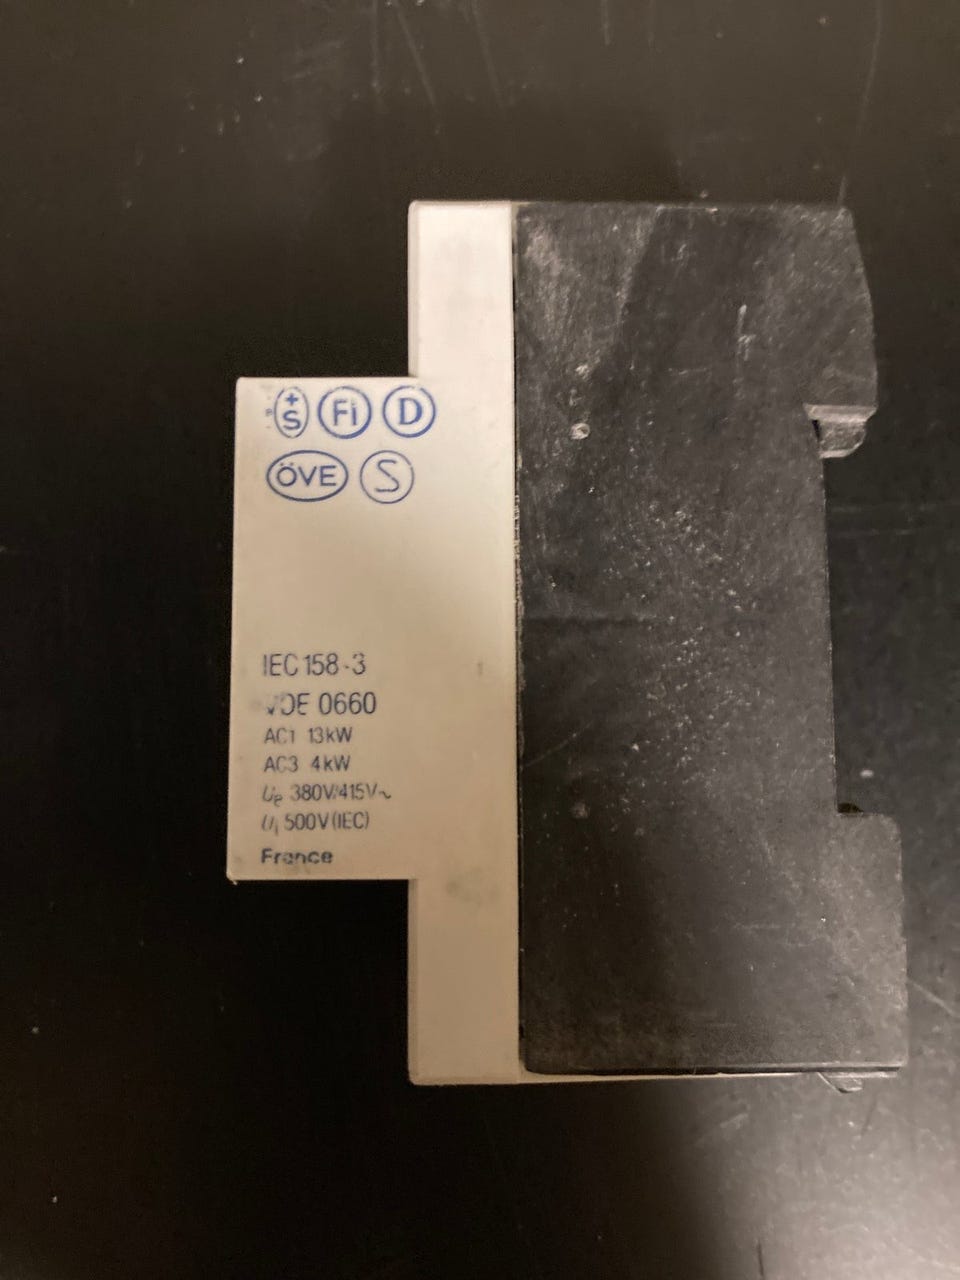 +S Fi D
ÖVE S
IEC 158-3
VDE 0660
AC1 13kW
AC3 4kW
Ue 380V/415V~
Ui 500V(IEC)
France